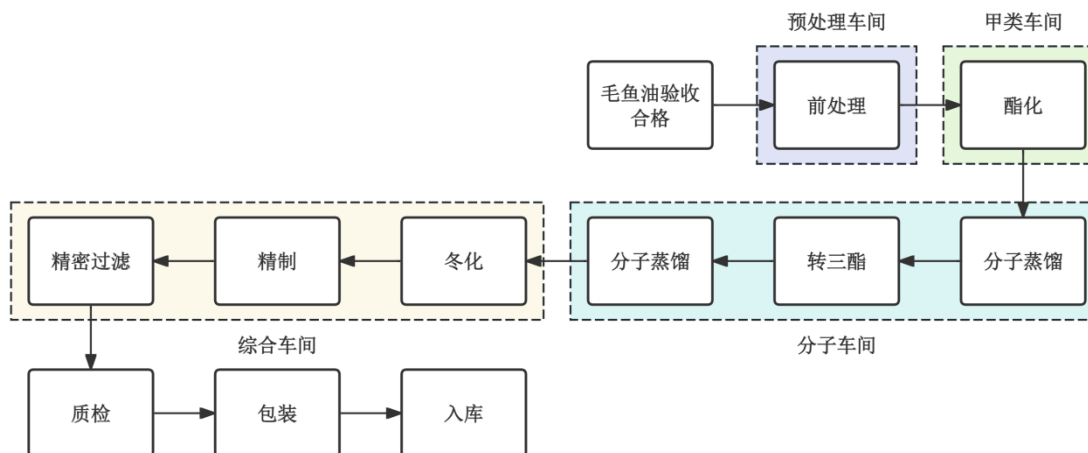 预处理车间
甲类车间
毛鱼油验收
合格
前处理
酯化
精密过滤
精制
冬化
分子蒸馏
转三酯
分子蒸馏
综合车间
分子车间
质检
包装
入库